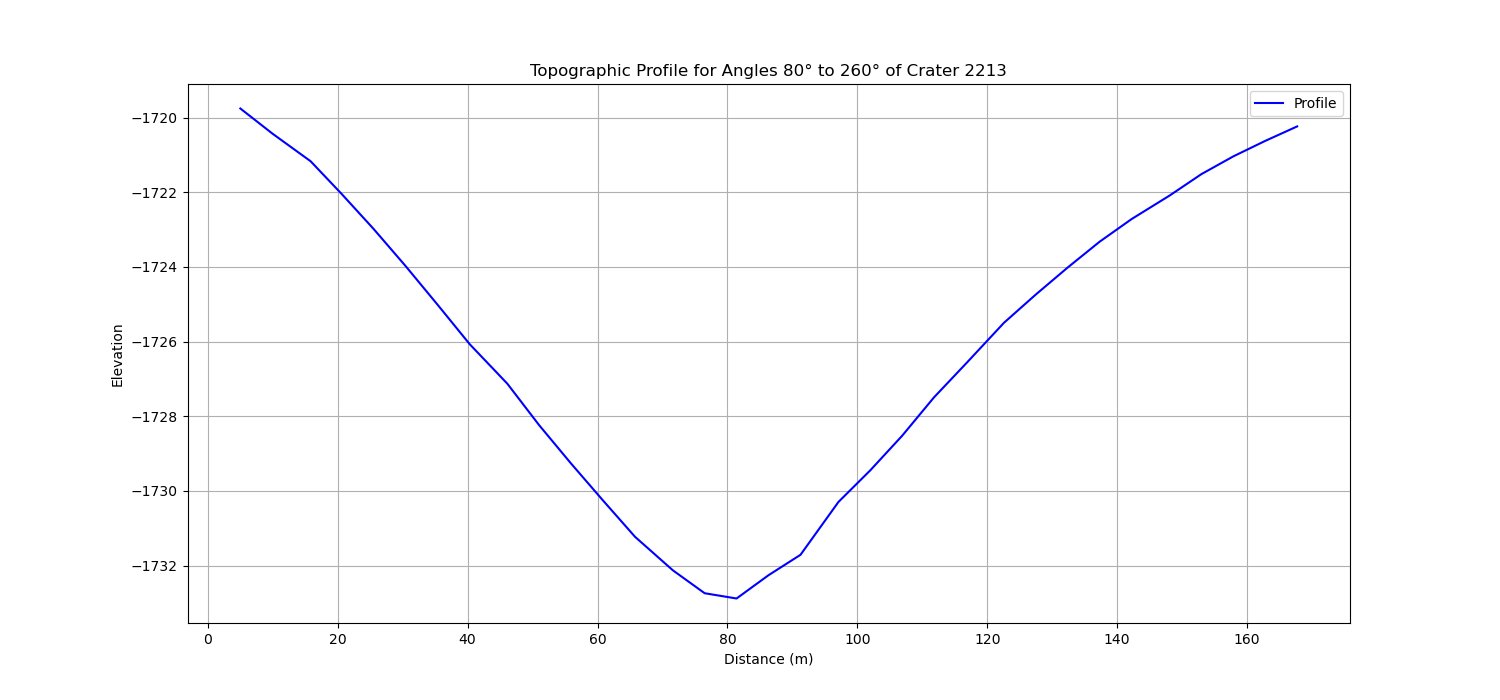 Topographic Profile for Angles 80° to 260° of Crater 2213
Profile
−1720
−1722
−1724
−1726
−1728
−1730
−1732
Elevation
0 20 40 60 80 100 120 140 160
Distance (m)